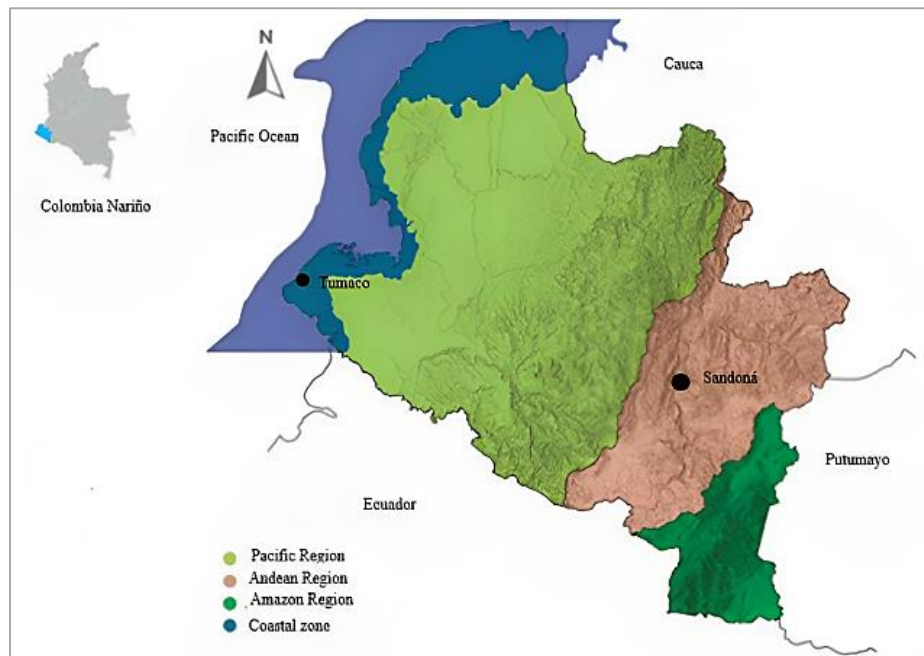 N
Cauca
Pacific Ocean
Colombia Nariño
Tumaco
Sandoná
Putumayo
Ecuador
Pacific Region
Andean Region
Amazon Region
Coastal zone